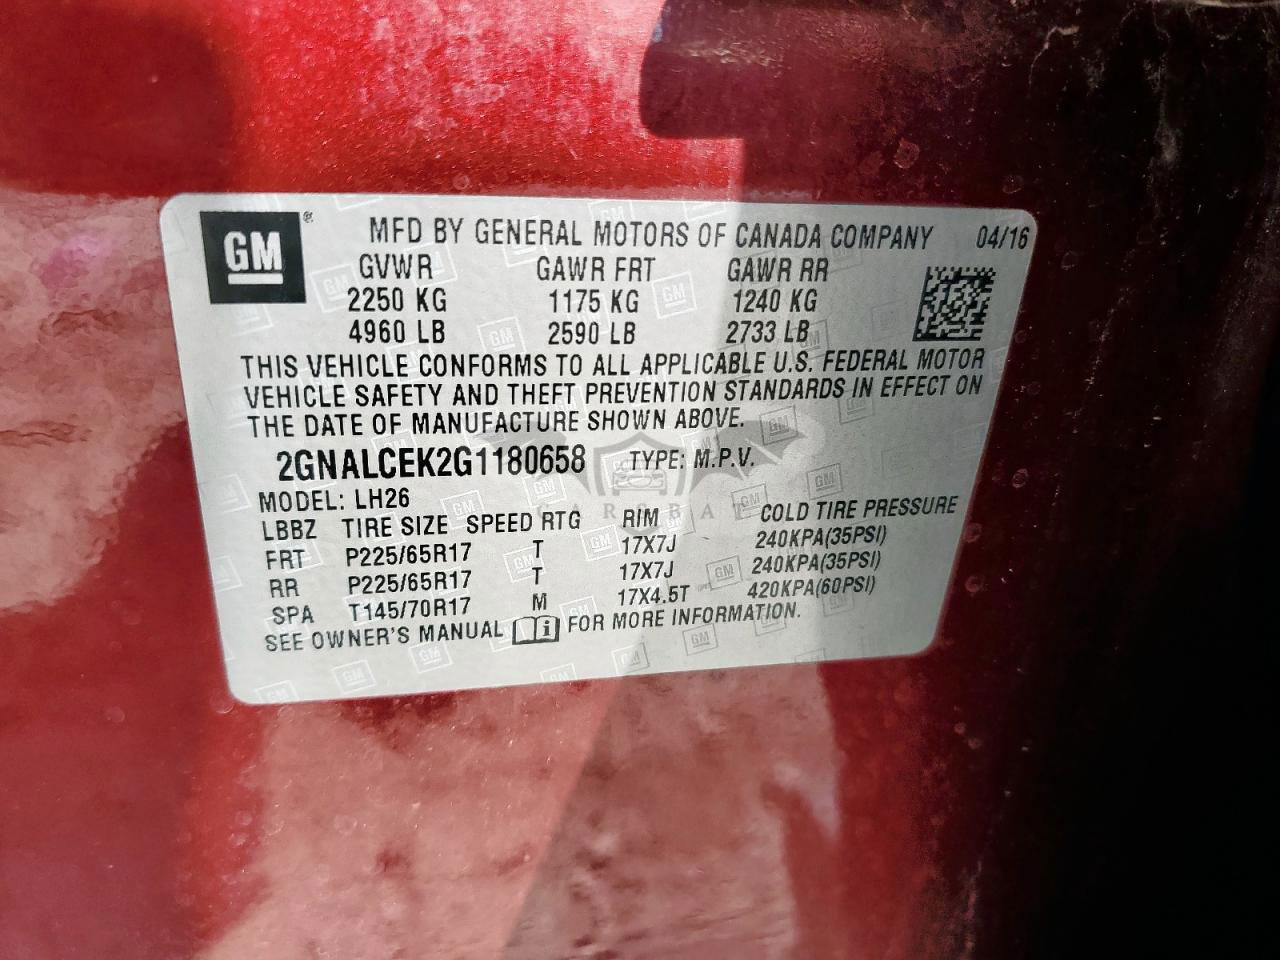 GM® MFD BY GENERAL MOTORS OF CANADA COMPANY 04/16
GVWR GAWR FRT GAWR RR
2250 KG 1175 KG 1240 KG
4960 LB 2590 LB 2733 LB
THIS VEHICLE CONFORMS TO ALL APPLICABLE U.S. FEDERAL MOTOR
VEHICLE SAFETY AND THEFT PREVENTION STANDARDS IN EFFECT ON
THE DATE OF MANUFACTURE SHOWN ABOVE.
2GNALCEK2G1180658 TYPE: M.P.V.
MODEL: LH26
LBBZ TIRE SIZE SPEED RTG RIM COLD TIRE PRESSURE
FRT P225/65R17 T 17X7J 240KPA(35PSI)
RR P225/65R17 T 17X7J 240KPA(35PSI)
SPA T145/70R17 M 17X4.5T 420KPA(60PSI)
SEE OWNER'S MANUAL FOR MORE INFORMATION.